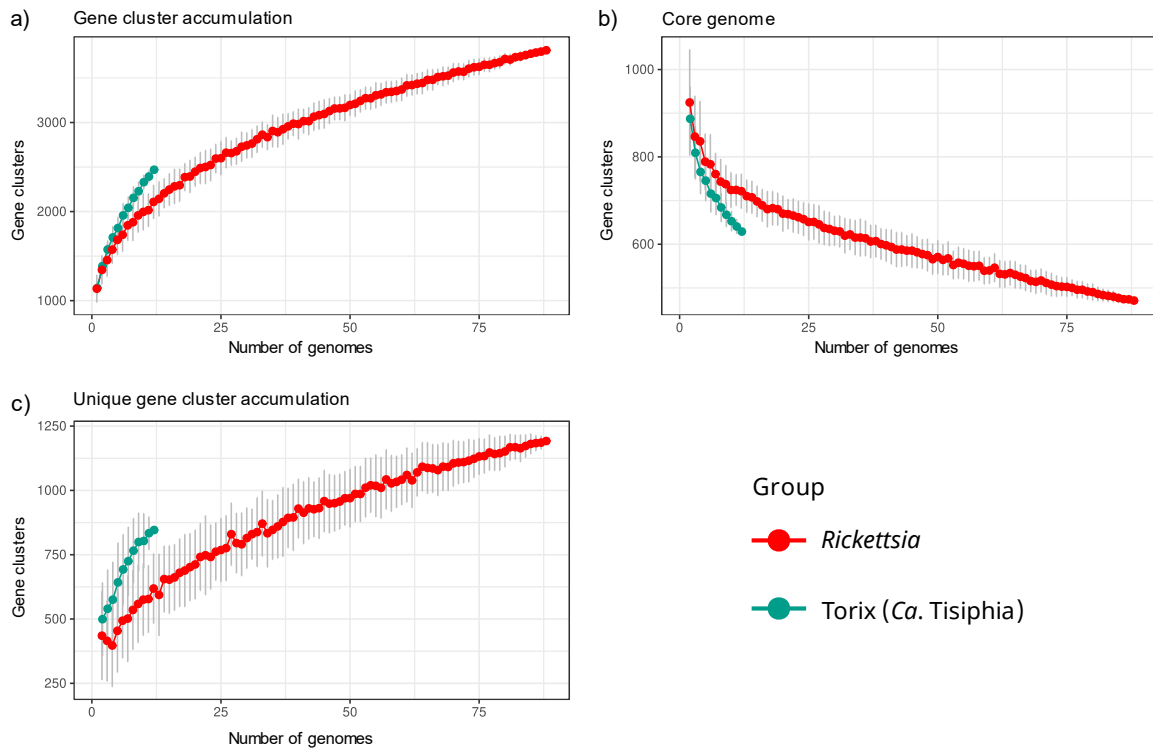 a)
Gene cluster accumulation
Gene clusters
3000
2000
1000
0
25
50
75
Number of genomes
b)
Core genome
Gene clusters
1000
800
600
0
25
50
75
Number of genomes
c)
Unique gene cluster accumulation
Gene clusters
1250
1000
750
500
250
0
25
50
75
Number of genomes
Group
Rickettsia
Torix (Ca. Tisiphia)